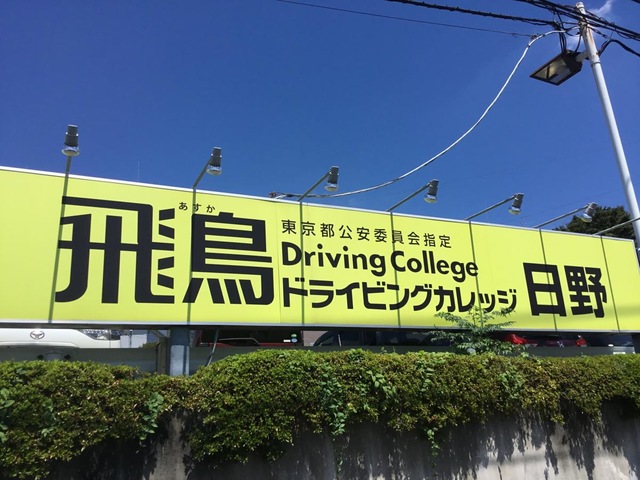 あすか
飛鳥
東京都公安委員会指定
Driving College
ドライビングカレッジ
日野